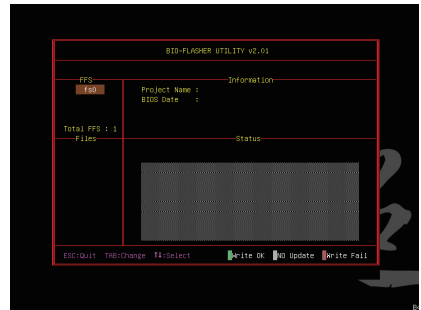 BIO-FLASHER UTILITY v2.01
FFS
Information
fs0
Project Name :
BIOS Date :
Total FFS : 1
Files
Status
ESC:Quit TAB:Change ↑↓:Select Write OK NO Update Write Fail